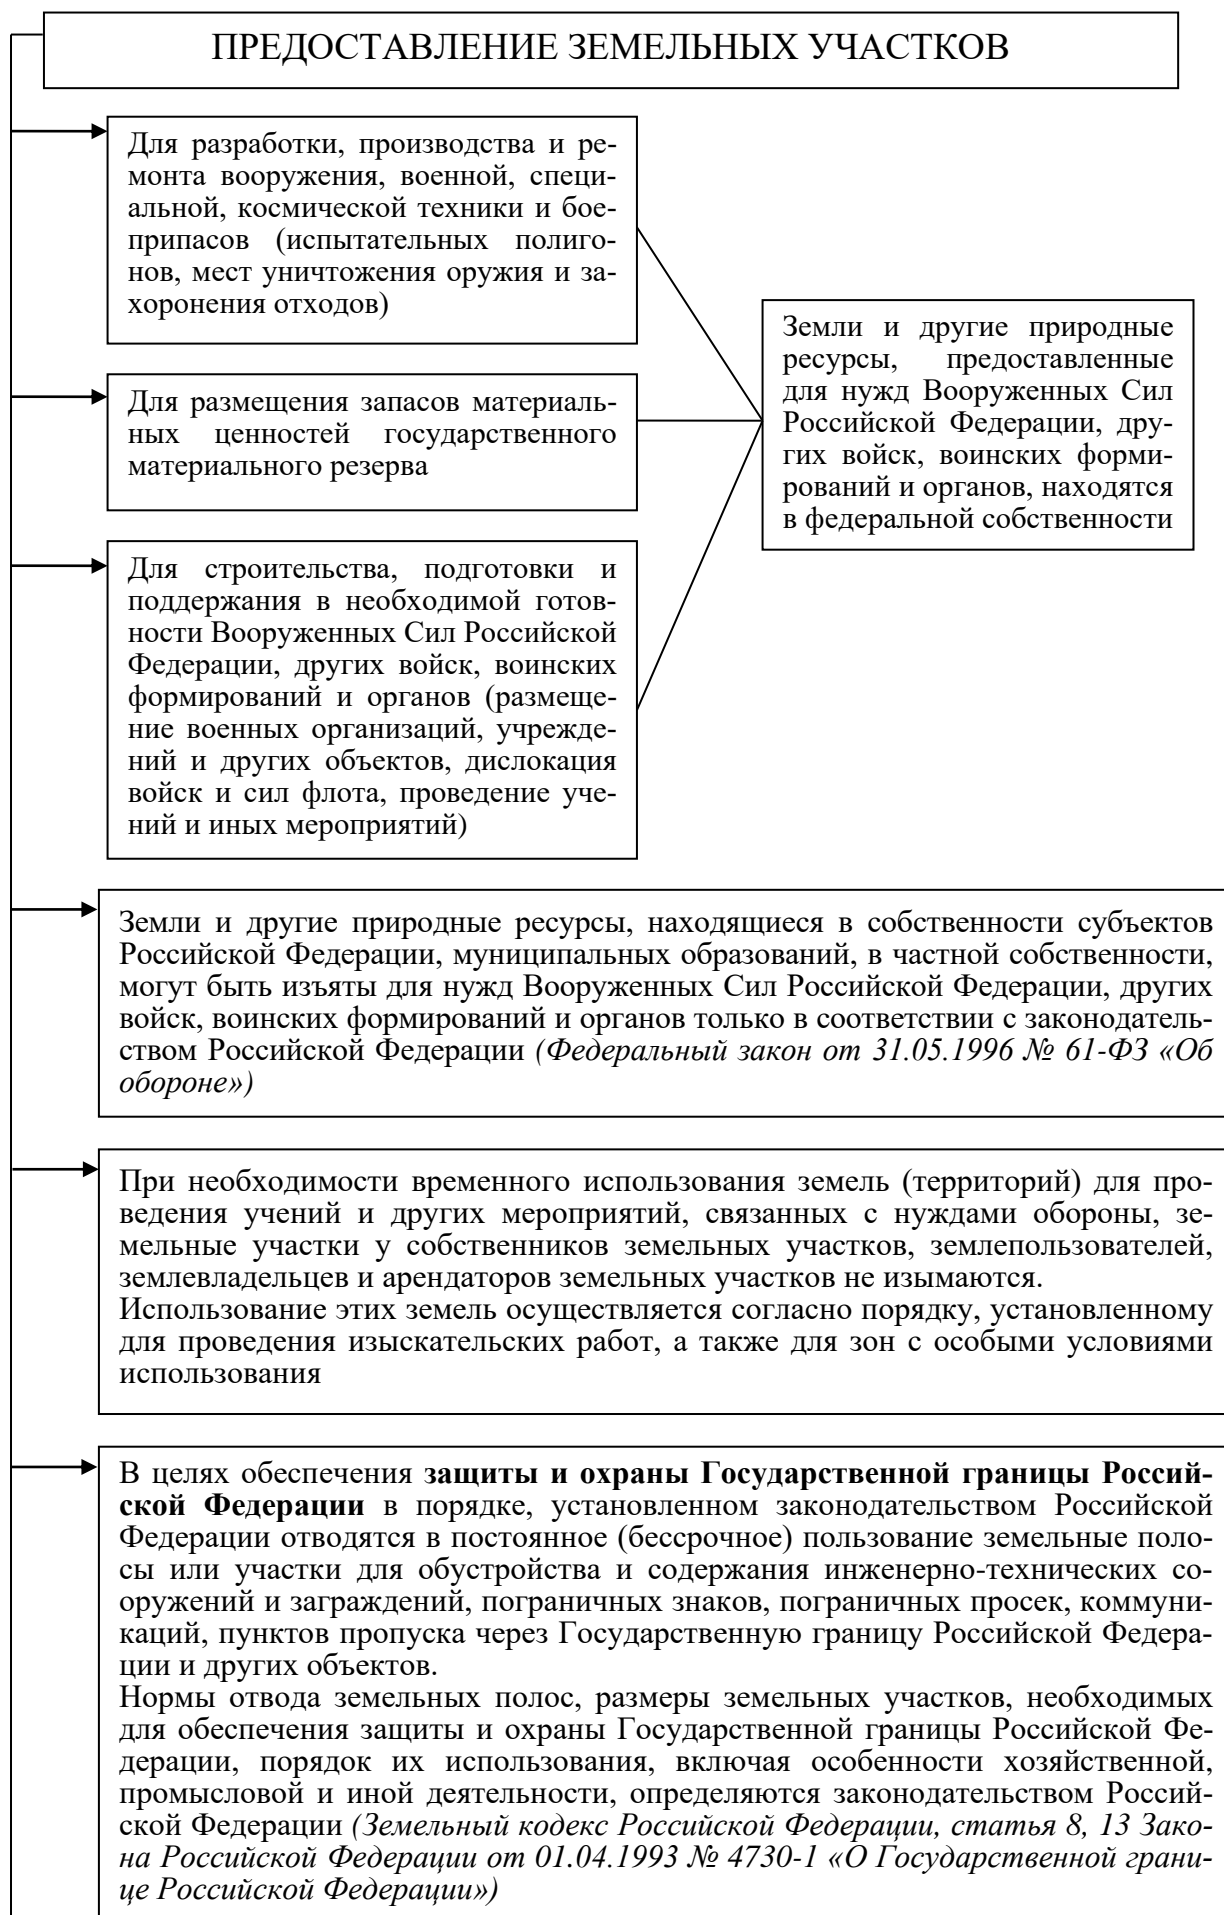 ПРЕДОСТАВЛЕНИЕ ЗЕМЕЛЬНЫХ УЧАСТКОВ
Для разработки, производства и ре-
монта вооружения, военной, специ-
альной, космической техники и бое-
припасов (испытательных полиго-
нов, мест уничтожения оружия и за-
хоронения отходов)
Земли и другие природные
ресурсы, предоставленные
для нужд Вооруженных Сил
Российской Федерации, дру-
гих войск, воинских форми-
рований и органов, находятся
в федеральной собственности
Для размещения запасов материаль-
ных ценностей государственного
материального резерва
Для строительства, подготовки и
поддержания в необходимой готов-
ности Вооруженных Сил Российской
Федерации, других войск, воинских
формирований и органов (размеще-
ние военных организаций, учрежде-
ний и других объектов, дислокация
войск и сил флота, проведение уче-
ний и иных мероприятий)
Земли и другие природные ресурсы, находящиеся в собственности субъектов
Российской Федерации, муниципальных образований, в частной собственности,
могут быть изъяты для нужд Вооруженных Сил Российской Федерации, других
войск, воинских формирований и органов только в соответствии с законодатель-
ством Российской Федерации (Федеральный закон от 31.05.1996 № 61-ФЗ «Об
обороне»)
При необходимости временного использования земель (территорий) для про-
ведения учений и других мероприятий, связанных с нуждами обороны, зе-
мельные участки у собственников земельных участков, землепользователей,
землевладельцев и арендаторов земельных участков не изымаются.
Использование этих земель осуществляется согласно порядку, установленному
для проведения изыскательских работ, а также для зон с особыми условиями
использования
В целях обеспечения защиты и охраны Государственной границы Россий-
ской Федерации в порядке, установленном законодательством Российской
Федерации отводятся в постоянное (бессрочное) пользование земельные поло-
сы или участки для обустройства и содержания инженерно-технических со-
оружений и заграждений, пограничных знаков, пограничных просек, коммуни-
каций, пунктов пропуска через Государственную границу Российской Федера-
ции и других объектов.
Нормы отвода земельных полос, размеры земельных участков, необходимых
для обеспечения защиты и охраны Государственной границы Российской Фе-
дерации, порядок их использования, включая особенности хозяйственной,
промысловой и иной деятельности, определяются законодательством Россий-
ской Федерации (Земельный кодекс Российской Федерации, статья 8, 13 Зако-
на Российской Федерации от 01.04.1993 № 4730-1 «О Государственной грани-
це Российской Федерации»)